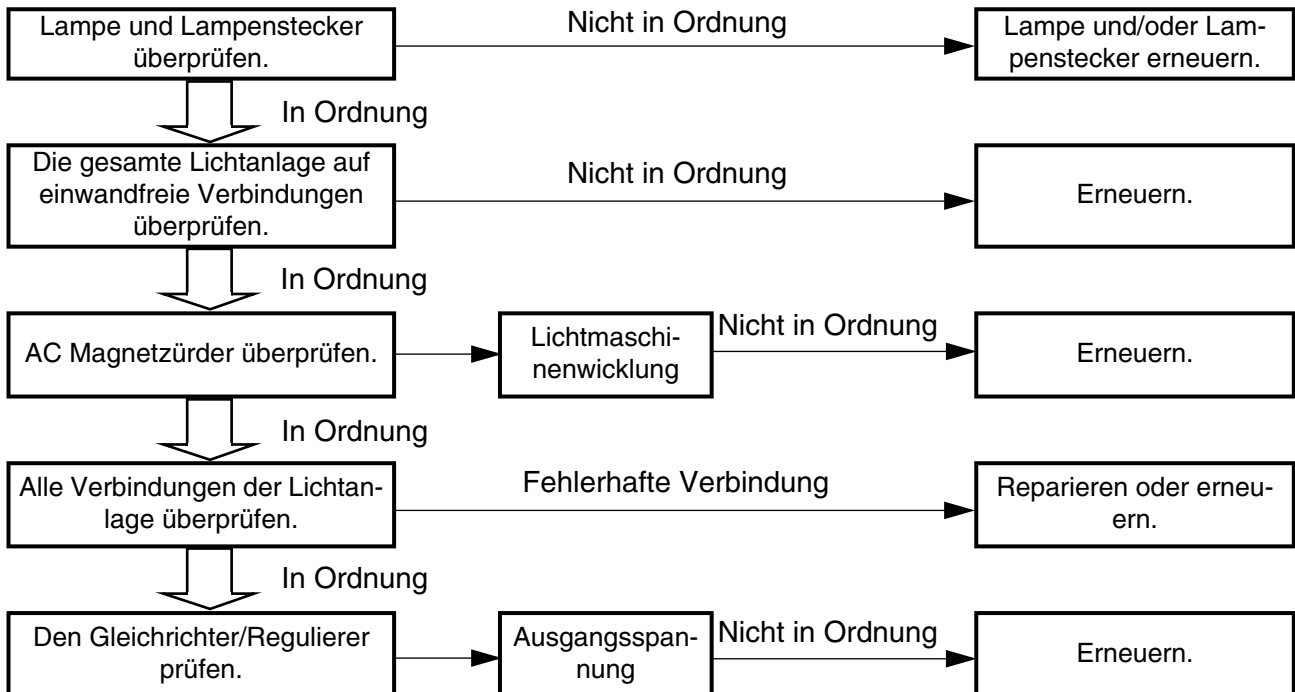 Lampe und Lampenstecker
überprüfen.
Nicht in Ordnung
Lampe und/oder Lam-
penstecker erneuern.
In Ordnung
Die gesamte Lichtanlage auf
einwandfreie Verbindungen
überprüfen.
Nicht in Ordnung
Erneuern.
In Ordnung
AC Magnetzürder überprüfen.
Lichtmaschi-
nenwicklung
Nicht in Ordnung
Erneuern.
In Ordnung
Alle Verbindungen der Lichtan-
lage überprüfen.
Fehlerhafte Verbindung
Reparieren oder erneu-
ern.
In Ordnung
Den Gleichrichter/Regulierer
prüfen.
Ausgangsspan-
nung
Nicht in Ordnung
Erneuern.